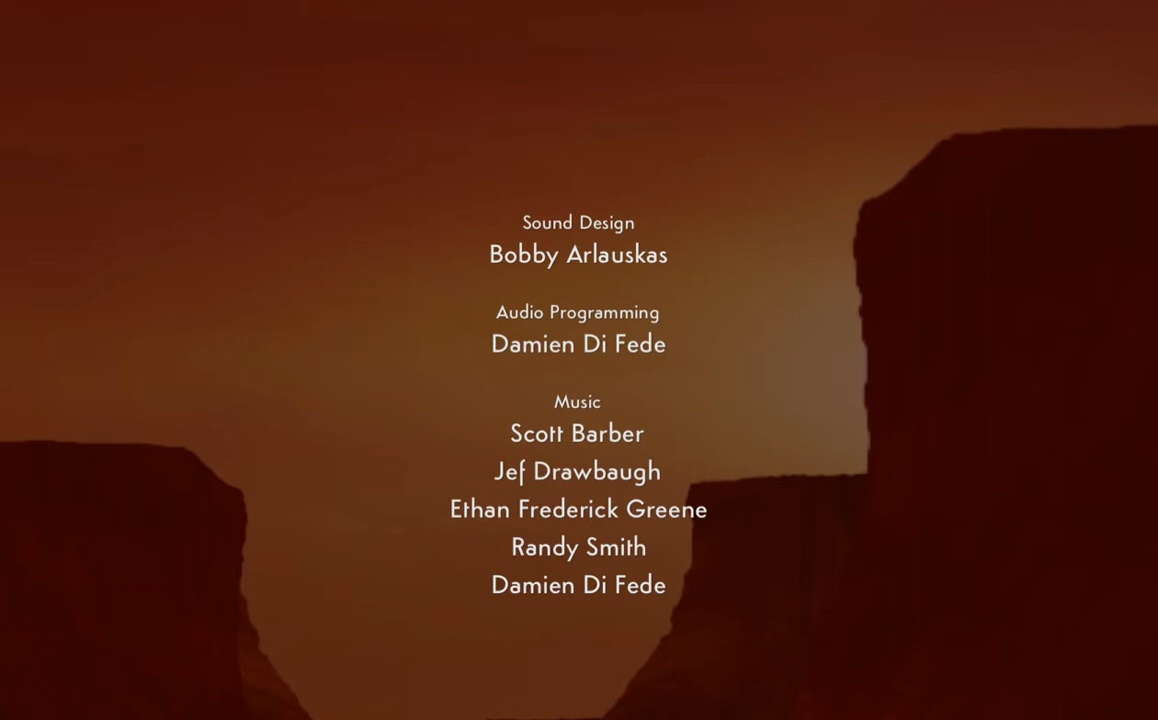 Sound Design
Bobby Arlauskas
Audio Programming
Damien Di Fede
Music
Scott Barber
Jef Drawbaugh
Ethan Frederick Greene
Randy Smith
Damien Di Fede